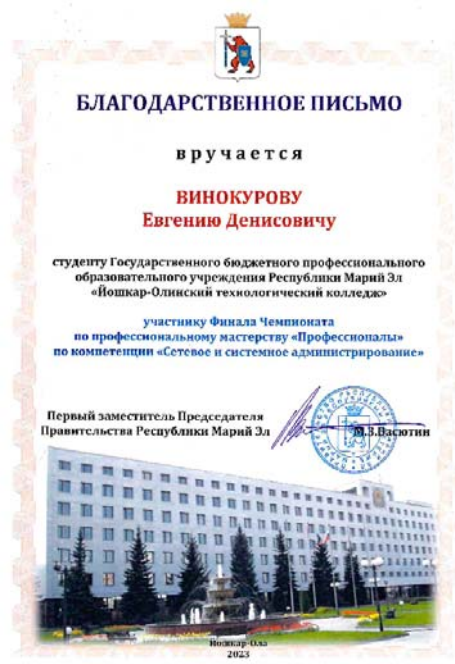 БЛАГОДАРСТВЕННОЕ ПИСЬМО
вручается
ВИНОКУРОВУ
Евгению Денисовичу
студенту Государственного бюджетного профессионального
образовательного учреждения Республики Марий Эл
«Йошкар-Олинский технологический колледж»
участнику Финала Чемпионата
по профессиональному мастерству «Профессионалы»
по компетенции «Сетевое и системное администрирование»
Первый заместитель Председателя
Правительства Республики Марий Эл М.З.Васютин
Йошкар-Ола
2023